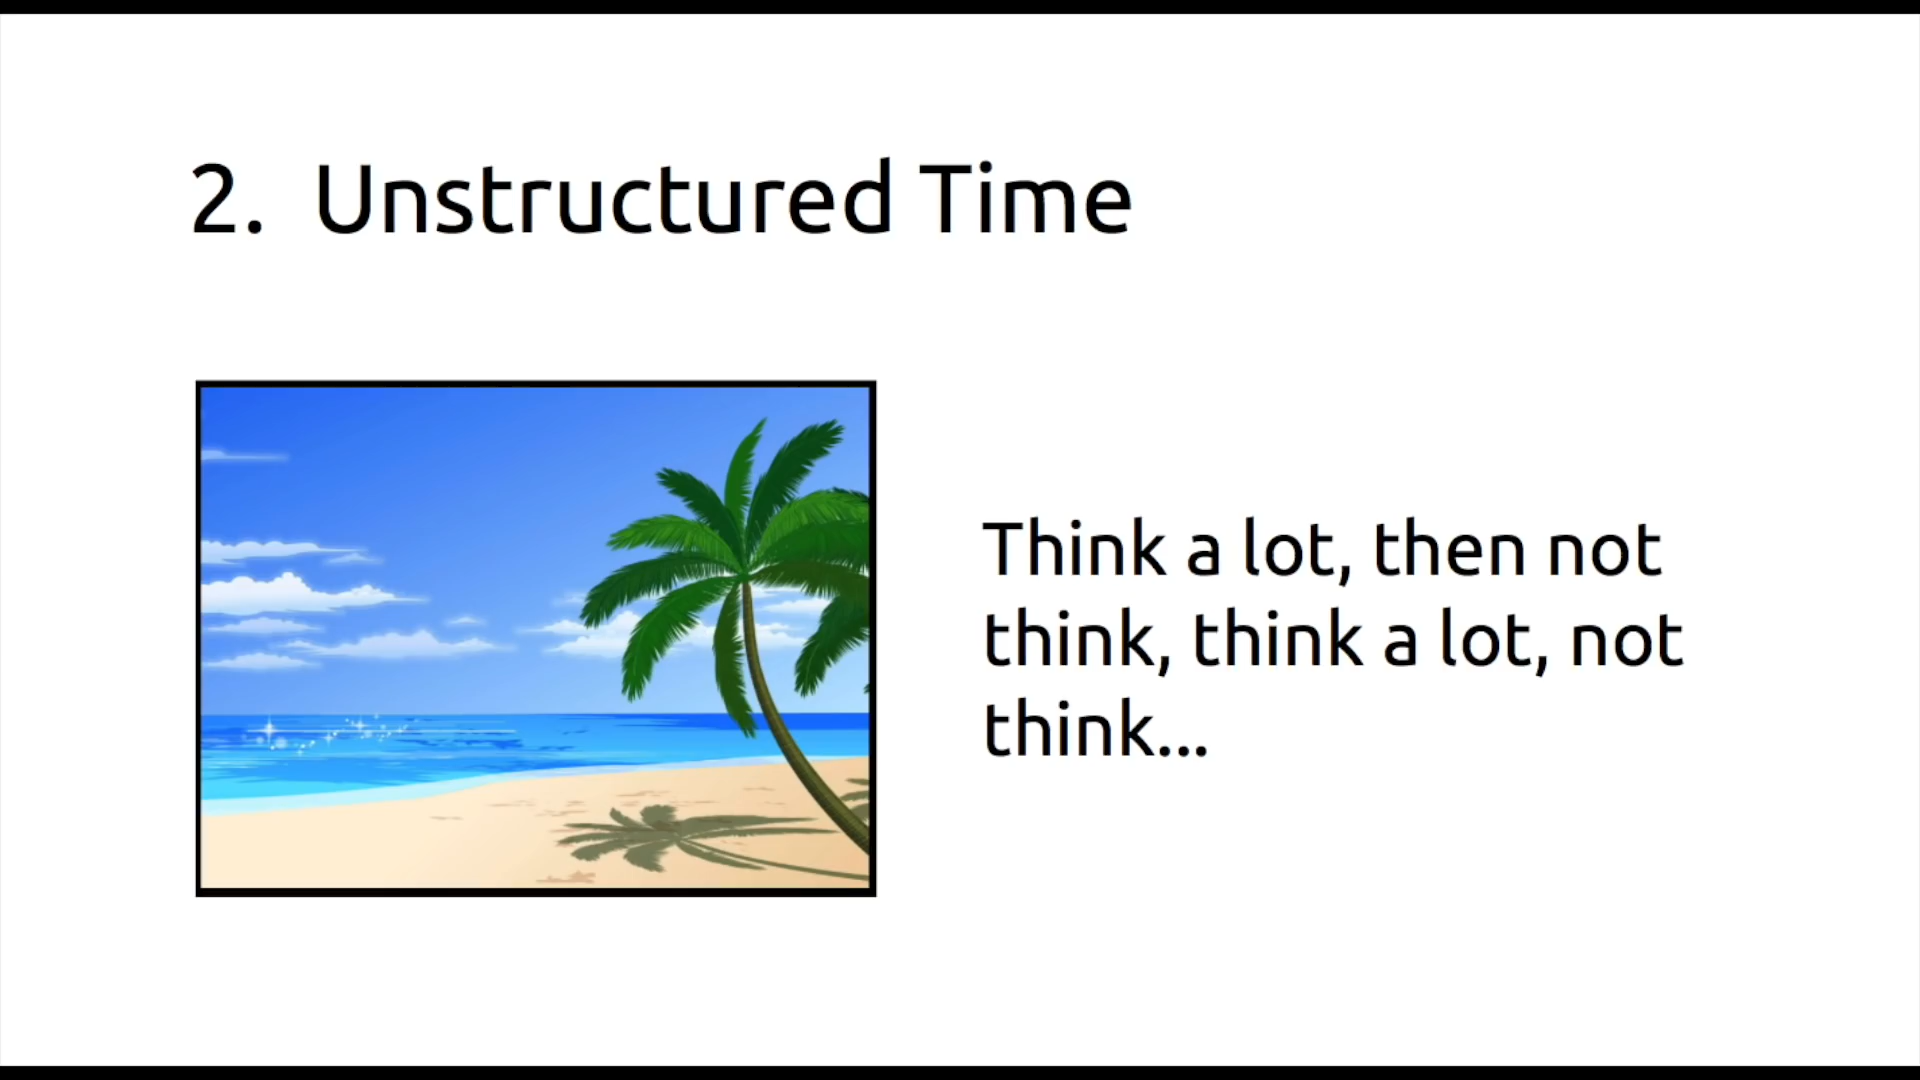 2. Unstructured Time
Think a lot, then not
think, think a lot, not
think...